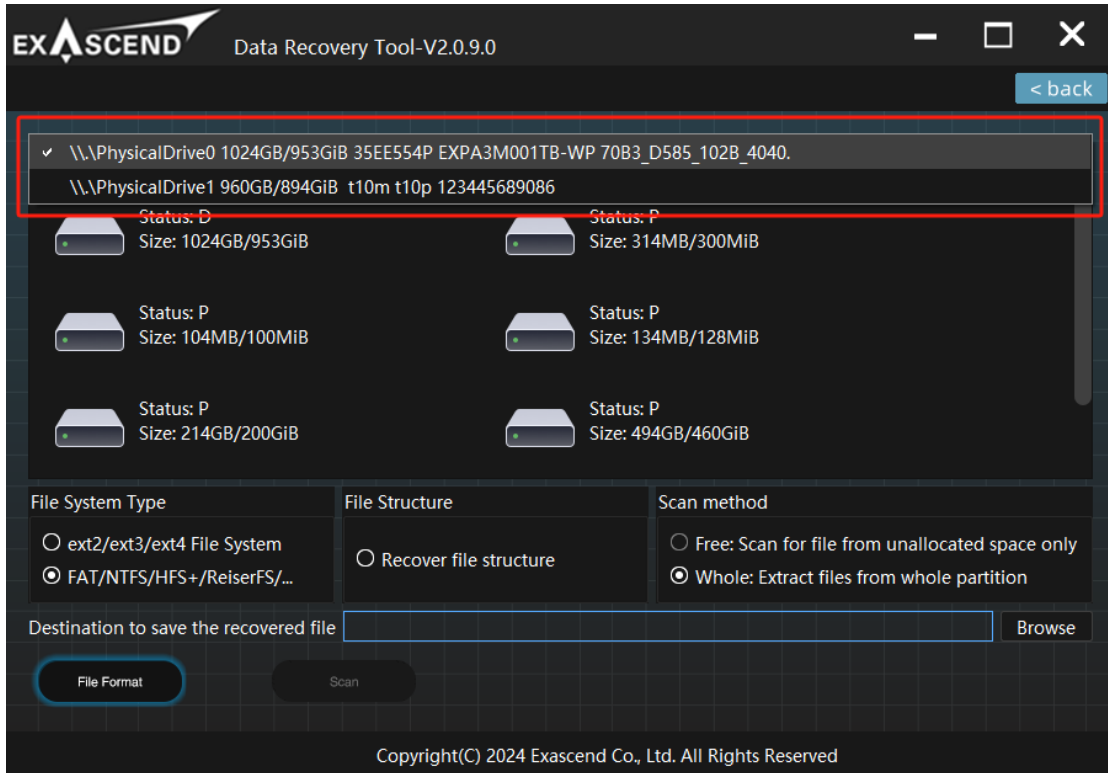 EXASCEND
Data Recovery Tool-V2.0.9.0
< back
\\.\PhysicalDrive0 1024GB/953GiB 35EE554P EXPA3M001TB-WP 70B3_D585_102B_4040.
\\.\PhysicalDrive1 960GB/894GiB  t10m t10p 123445689086
Status: D
Size: 1024GB/953GiB
Status: P
Size: 314MB/300MiB
Status: P
Size: 104MB/100MiB
Status: P
Size: 134MB/128MiB
Status: P
Size: 214GB/200GiB
Status: P
Size: 494GB/460GiB
File System Type
ext2/ext3/ext4 File System
FAT/NTFS/HFS+/ReiserFS/...
File Structure
Recover file structure
Scan method
Free: Scan for file from unallocated space only
Whole: Extract files from whole partition
Destination to save the recovered file
Browse
File Format
Scan
Copyright(C) 2024 Exascend Co., Ltd. All Rights Reserved